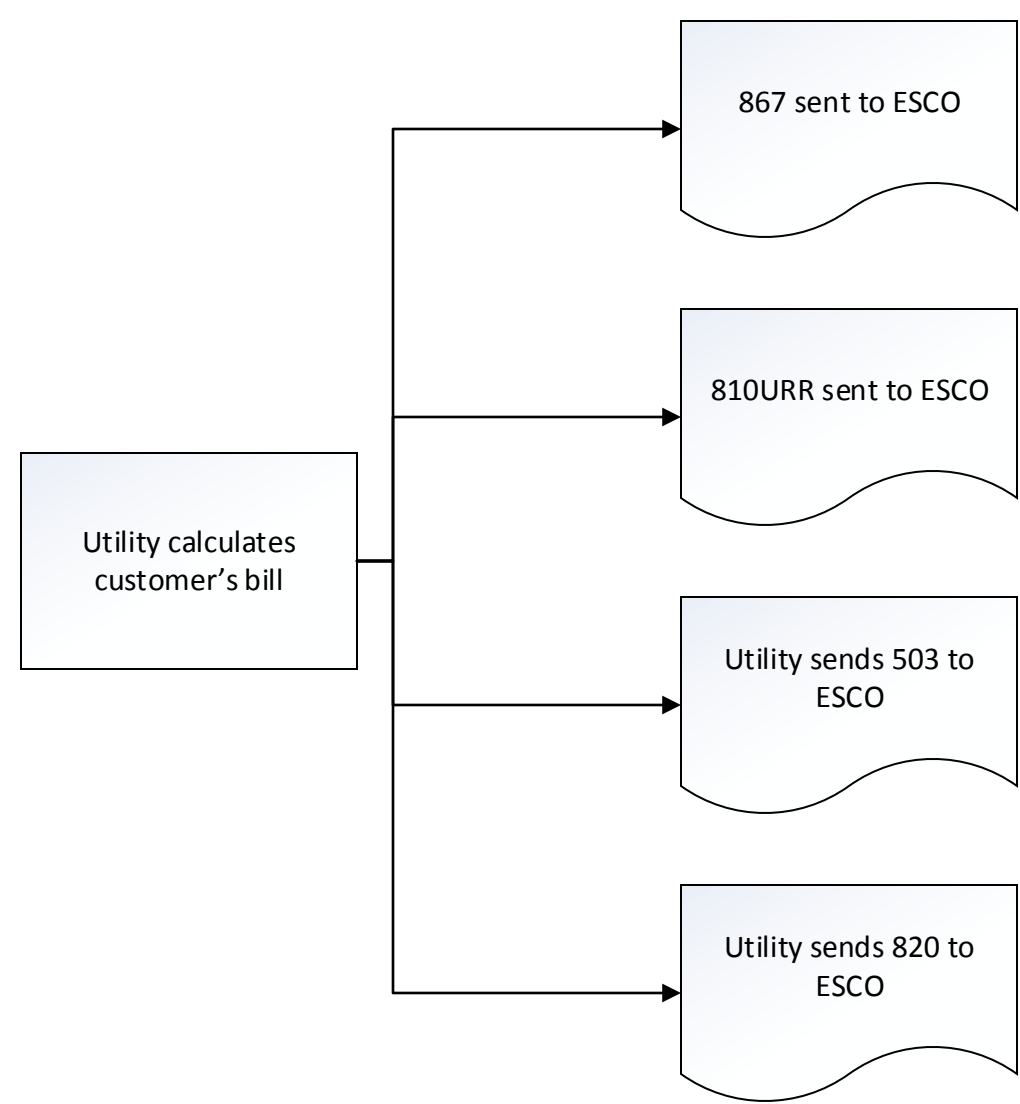 867 sent to ESCO
810URR sent to ESCO
Utility calculates
customer’s bill
Utility sends 503 to
ESCO
Utility sends 820 to
ESCO